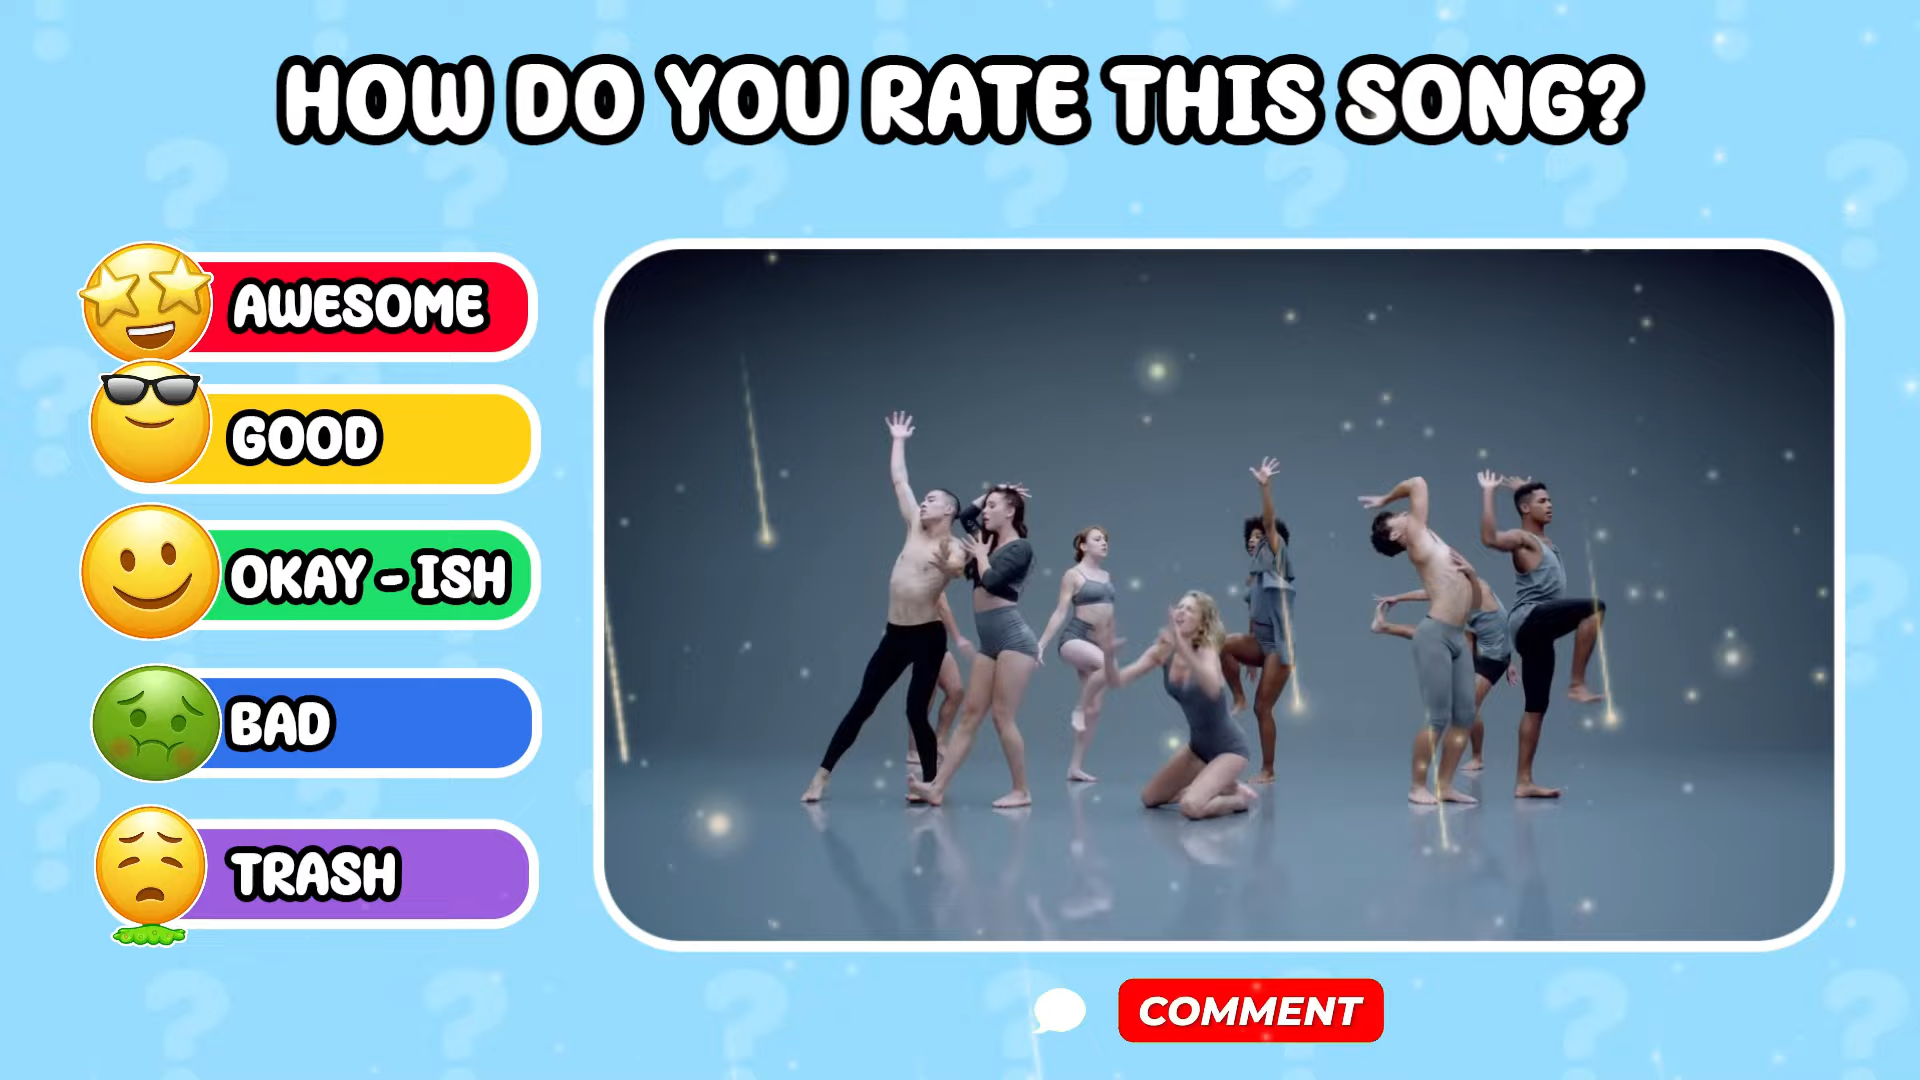 HOW DO YOU RATE THIS SONG?
AWESOME
GOOD
OKAY - ISH
BAD
TRASH
COMMENT